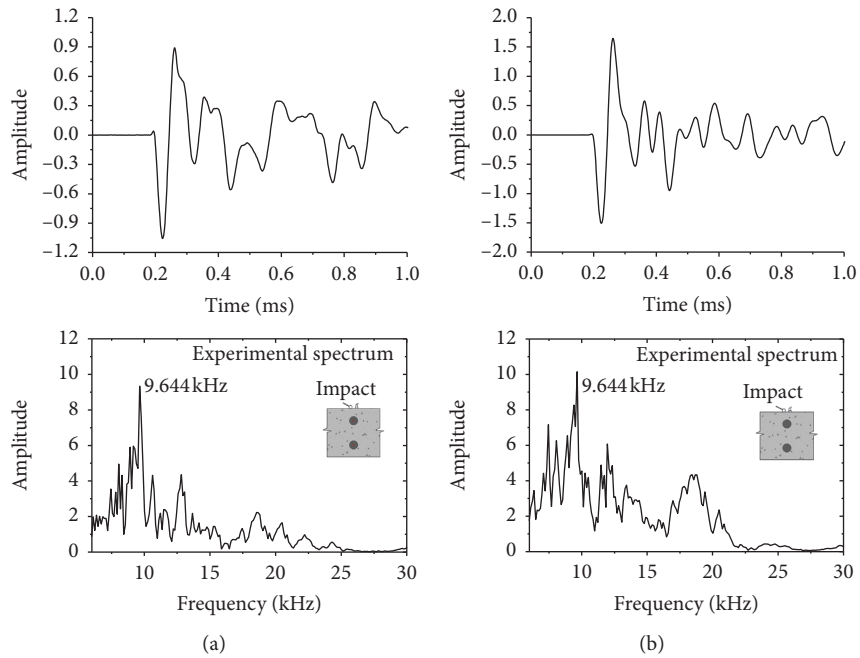 1.2
0.9
0.6
0.3
0.0
−0.3
−0.6
−0.9
−1.2
Amplitude
0.0 0.2 0.4 0.6 0.8 1.0
Time (ms)
2.0
1.5
1.0
0.5
0.0
−0.5
−1.0
−1.5
−2.0
Amplitude
0.0 0.2 0.4 0.6 0.8 1.0
Time (ms)
12
10
8
6
4
2
0
Amplitude
Experimental spectrum
9.644 kHz
Impact
10 15 20 25 30
Frequency (kHz)
(a)
12
10
8
6
4
2
0
Amplitude
Experimental spectrum
9.644 kHz
Impact
10 15 20 25 30
Frequency (kHz)
(b)